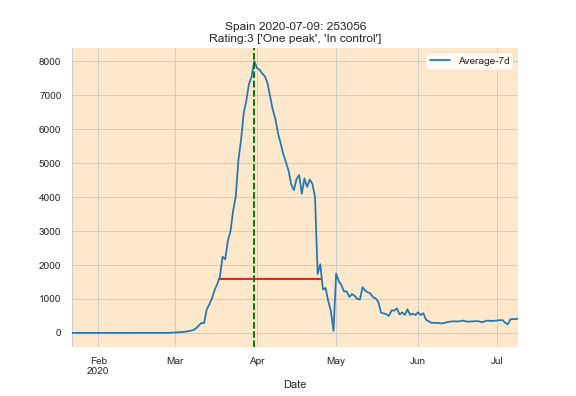 Spain 2020-07-09: 253056
Rating:3 ['One peak', 'In control']
Average-7d
8000
7000
6000
5000
4000
3000
2000
1000
0
Feb Mar Apr May Jun Jul
2020
Date